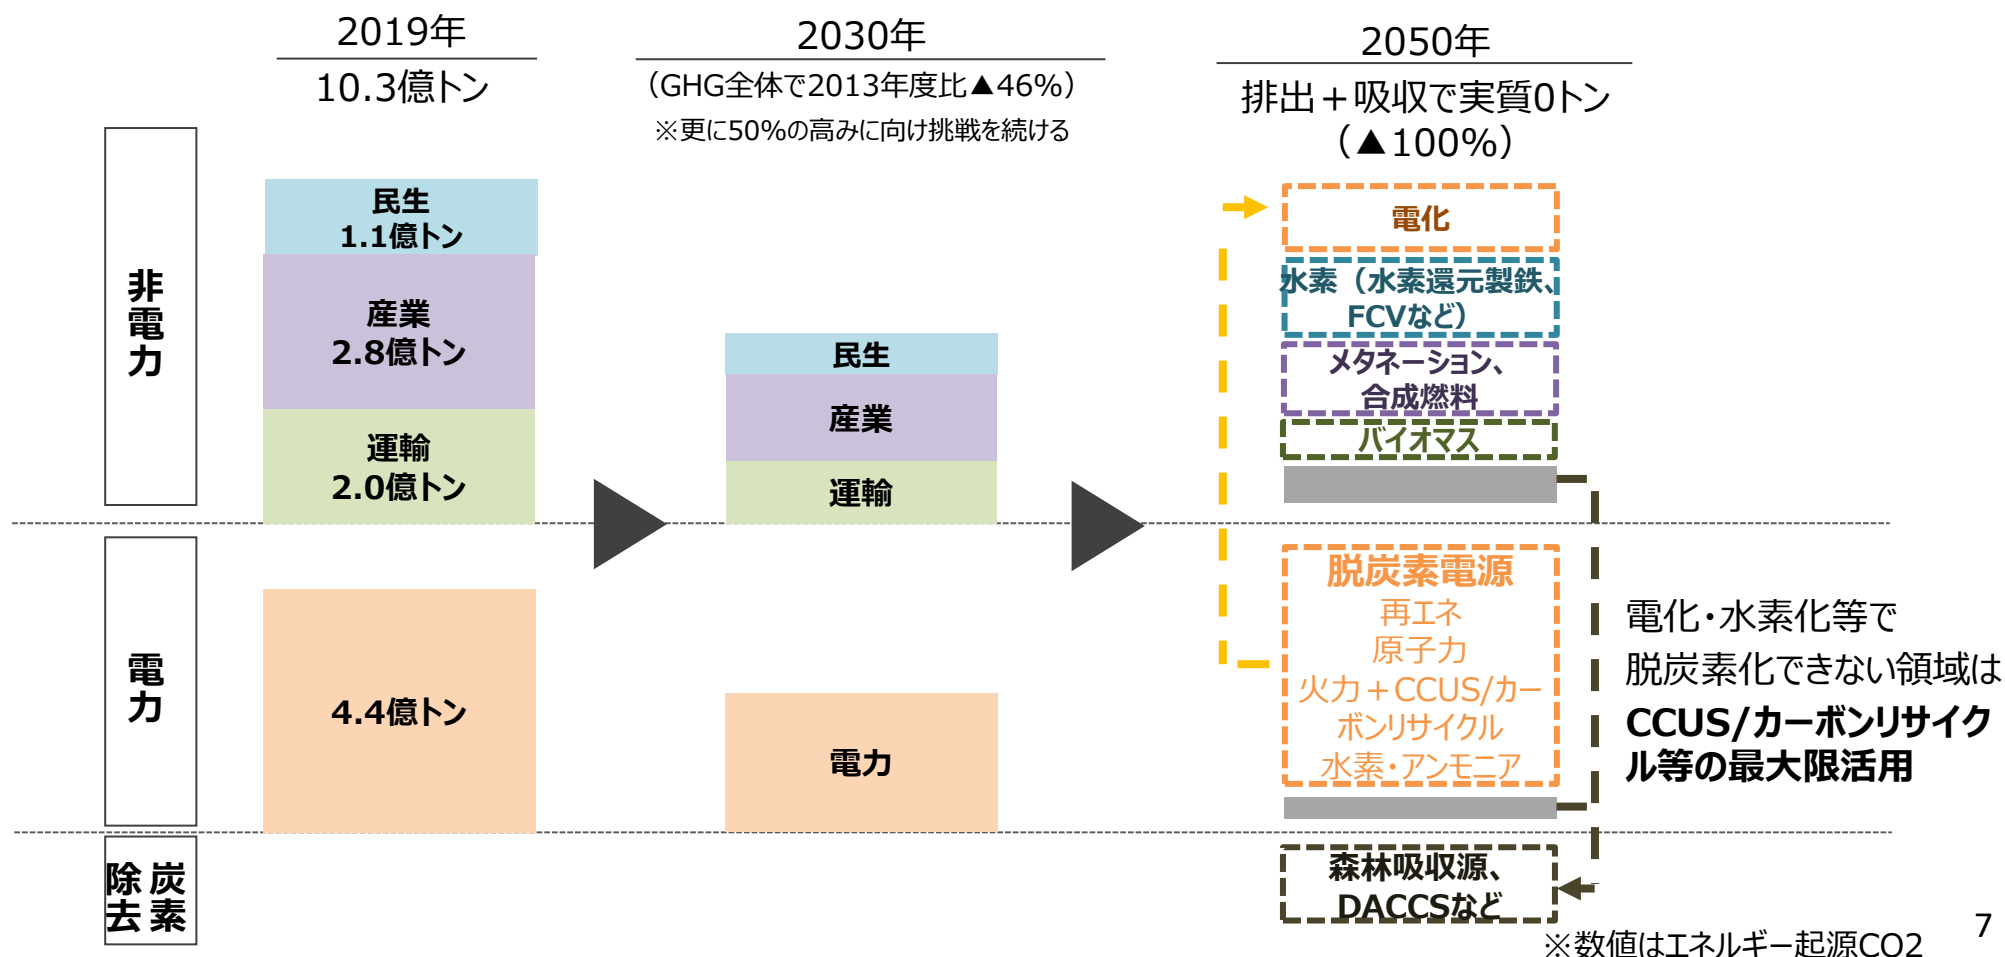 2019年
10.3億トン
2030年
（GHG全体で2013年度比▲46%）
※更に50%の高みに向け挑戦を続ける
2050年
排出＋吸収で実質0トン
（▲100%）
非電力
民生
1.1億トン
産業
2.8億トン
運輸
2.0億トン
民生
産業
運輸
電化
水素（水素還元製鉄、
FCVなど）
メタネーション、
合成燃料
バイオマス
電力
4.4億トン
電力
脱炭素電源
再エネ
原子力
火力＋CCUS/カー
ボンリサイクル
水素・アンモニア
電化・水素化等で
脱炭素化できない領域は
CCUS/カーボンリサイク
ル等の最大限活用
炭素
除去
森林吸収源、
DACCSなど
※数値はエネルギー起源CO2
7